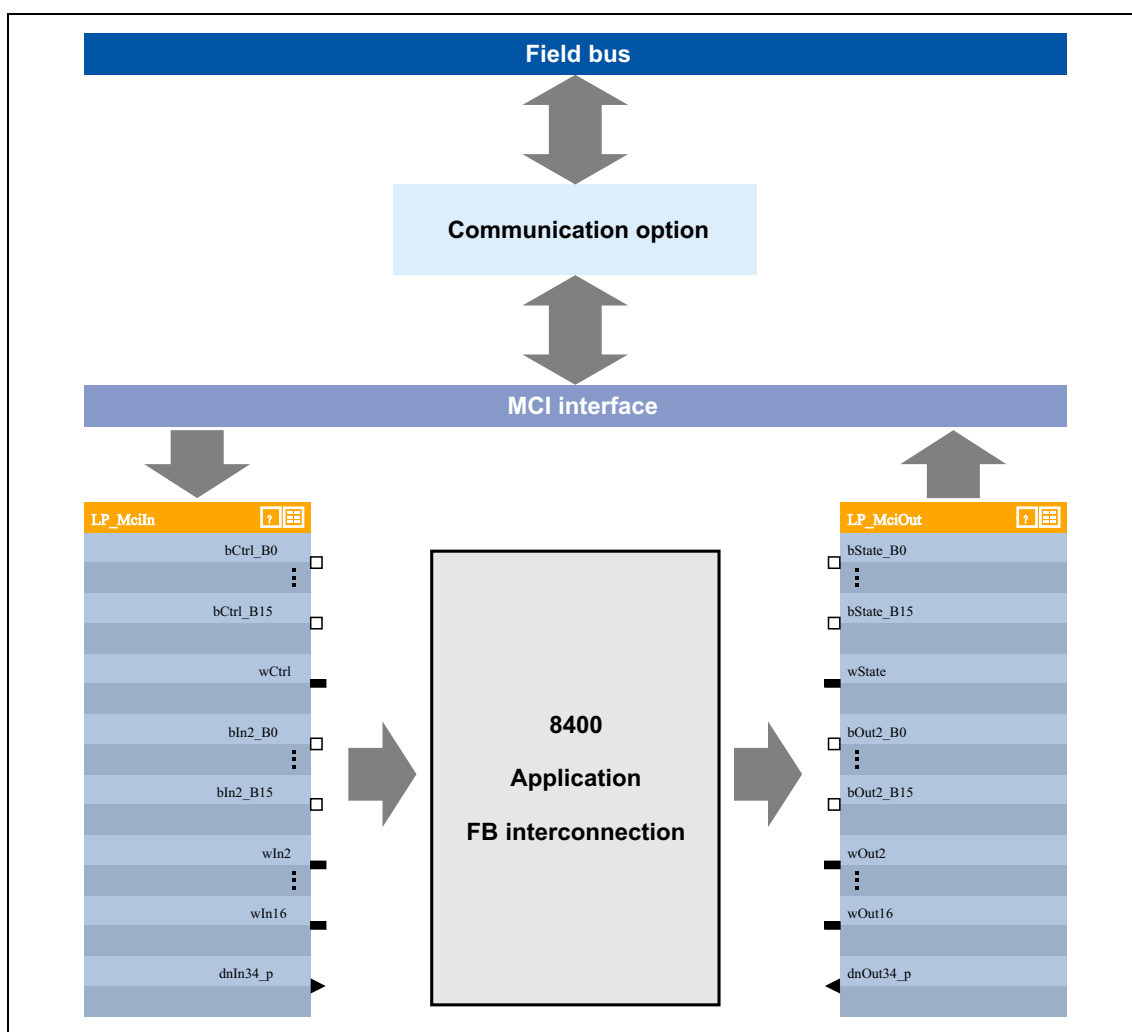 Field bus
Communication option
MCI interface
LP_MciIn ?
bCtrl_B0
bCtrl_B15
wCtrl
bIn2_B0
bIn2_B15
wIn2
wIn16
dnIn34_p
8400
Application
FB interconnection
LP_MciOut ?
bState_B0
bState_B15
wState
bOut2_B0
bOut2_B15
wOut2
wOut16
dnOut34_p